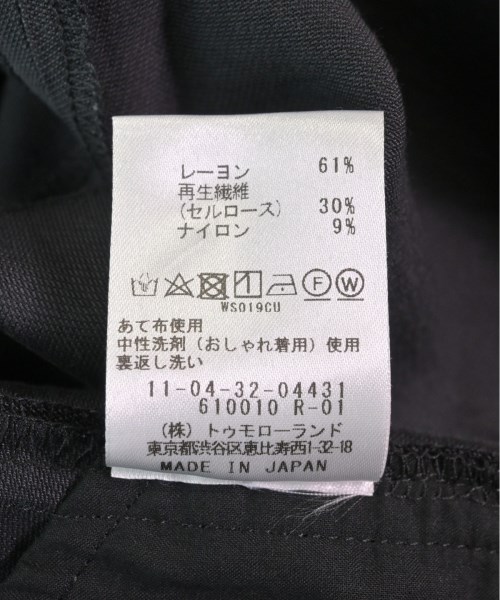 レーヨン 61%
再生繊維
(セルロース) 30%
ナイロン 9%
F W
WS019CU
あて布使用
中性洗剤（おしゃれ着用）使用
裏返し洗い
11-04-32-04431
610010 R-01
（株）トゥモローランド
東京都渋谷区恵比寿西1-32-18
MADE IN JAPAN